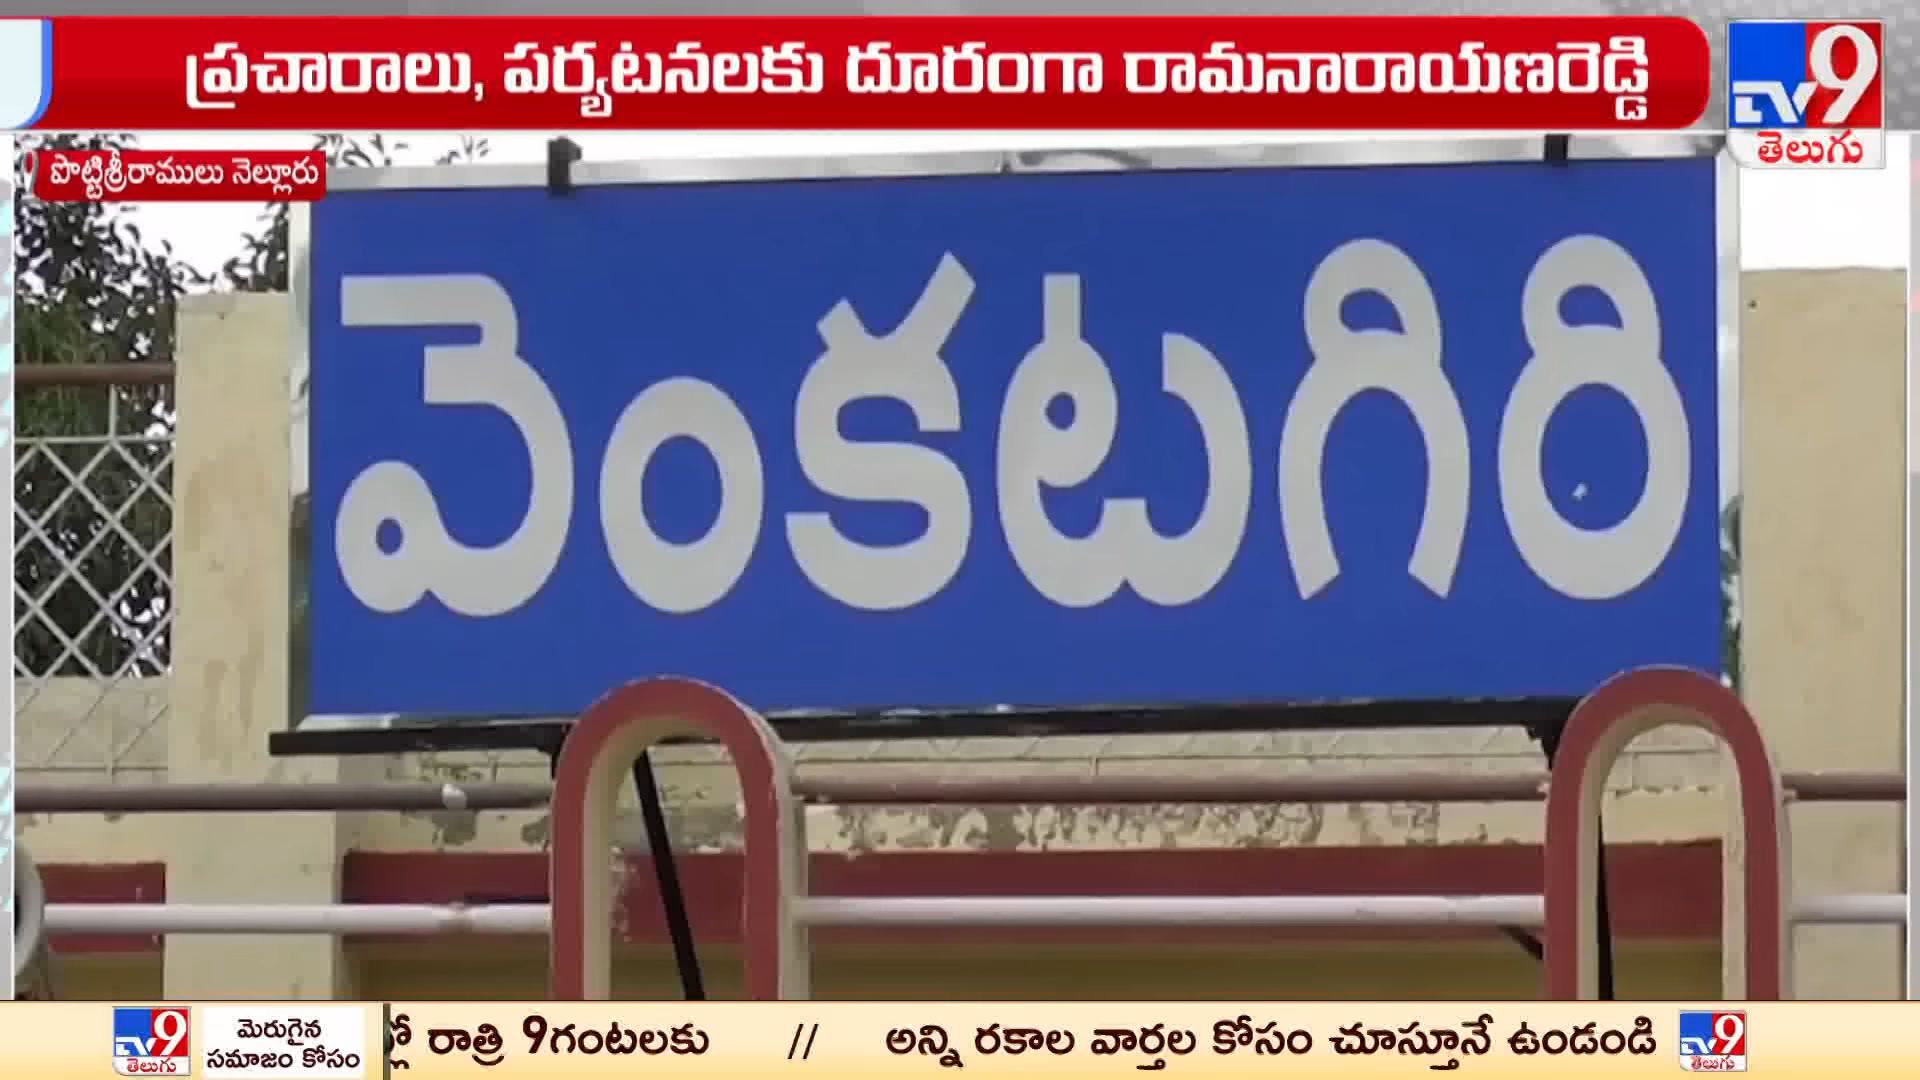 ప్రచారాలు, పర్యటనలకు దూరంగా రామనారాయణరెడ్డి
TV9
తెలుగు
పొట్టిశ్రీరాములు నెల్లూరు
వెంకటగిరి
TV9
తెలుగు
మెరుగైన
సమాజం కోసం
రాత్రి 9గంటలకు // అన్ని రకాల వార్తల కోసం చూస్తూనే ఉండండి
TV9
తెలుగు